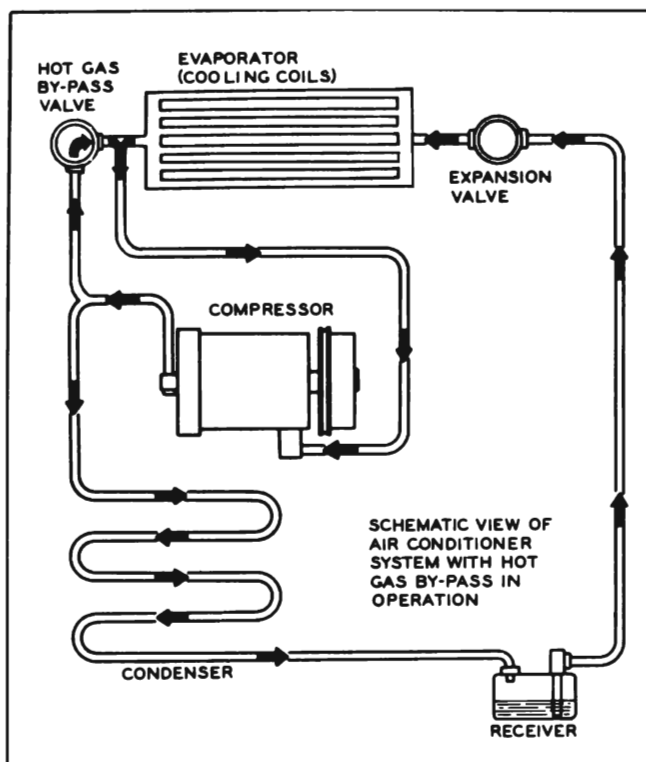 HOT GAS
BY-PASS
VALVE
EVAPORATOR
(COOLING COILS)
EXPANSION
VALVE
COMPRESSOR
SCHEMATIC VIEW OF
AIR CONDITIONER
SYSTEM WITH HOT
GAS BY-PASS IN
OPERATION
CONDENSER
RECEIVER